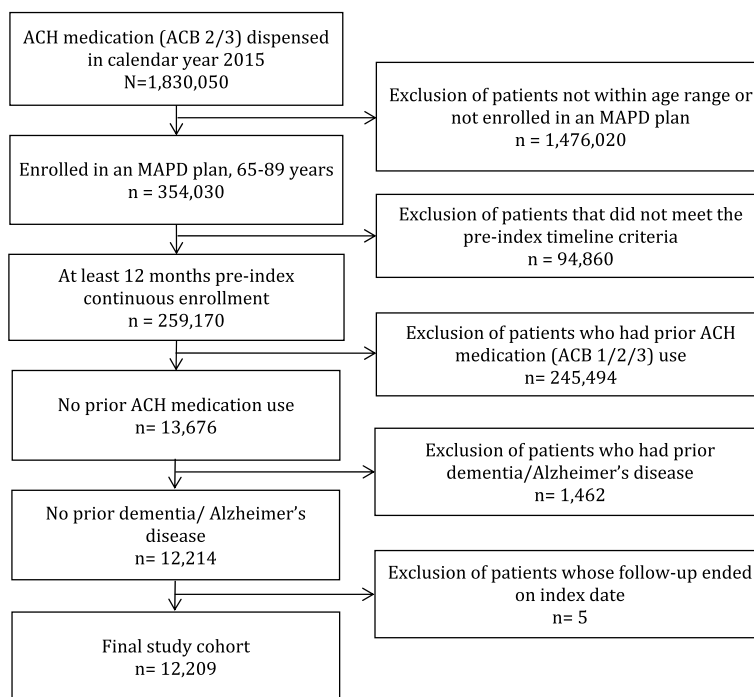 ACH medication (ACB 2/3) dispensed
in calendar year 2015
N=1,830,050
Exclusion of patients not within age range or
not enrolled in an MAPD plan
n = 1,476,020
Enrolled in an MAPD plan, 65-89 years
n = 354,030
Exclusion of patients that did not meet the
pre-index timeline criteria
n = 94,860
At least 12 months pre-index
continuous enrollment
n = 259,170
Exclusion of patients who had prior ACH
medication (ACB 1/2/3) use
n= 245,494
No prior ACH medication use
n= 13,676
Exclusion of patients who had prior
dementia/Alzheimer’s disease
n= 1,462
No prior dementia/ Alzheimer’s
disease
n= 12,214
Exclusion of patients whose follow-up ended
on index date
n= 5
Final study cohort
n= 12,209